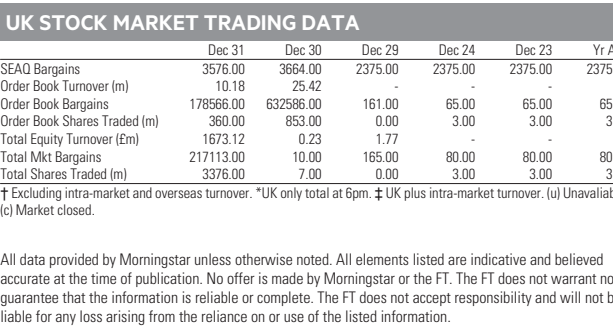 UK STOCK MARKET TRADING DATA
Dec 31 Dec 30 Dec 29 Dec 24 Dec 23 Yr A
SEAQ Bargains 3576.00 3664.00 2375.00 2375.00 2375.00 2375
Order Book Turnover (m) 10.18 25.42 - - -
Order Book Bargains 178566.00 632586.00 161.00 65.00 65.00 65
Order Book Shares Traded (m) 360.00 853.00 0.00 3.00 3.00 3
Total Equity Turnover (£m) 1673.12 0.23 1.77 - -
Total Mkt Bargains 217113.00 10.00 165.00 80.00 80.00 80
Total Shares Traded (m) 3376.00 7.00 0.00 3.00 3.00 3
† Excluding intra-market and overseas turnover. *UK only total at 6pm. ‡ UK plus intra-market turnover. (u) Unavaliab
(c) Market closed.
All data provided by Morningstar unless otherwise noted. All elements listed are indicative and believed
accurate at the time of publication. No offer is made by Morningstar or the FT. The FT does not warrant no
guarantee that the information is reliable or complete. The FT does not accept responsibility and will not b
liable for any loss arising from the reliance on or use of the listed information.